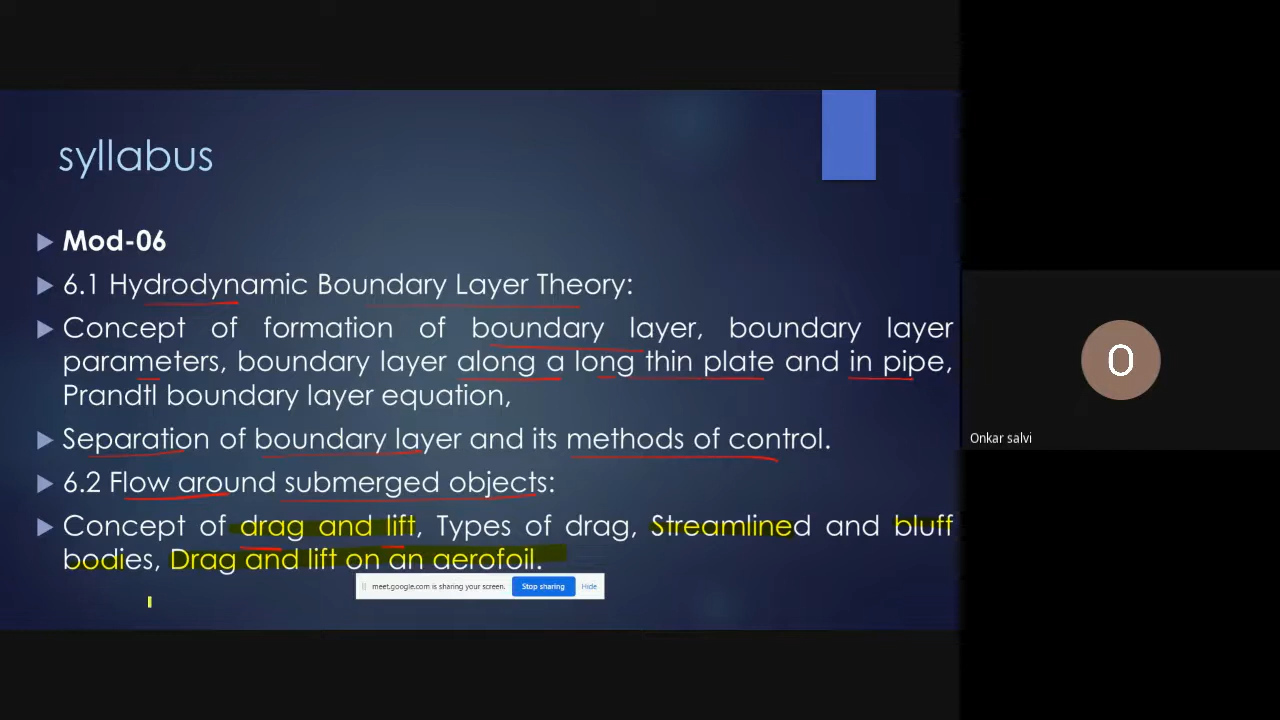 syllabus
Mod-06
6.1 Hydrodynamic Boundary Layer Theory:
Concept of formation of boundary layer, boundary layer
parameters, boundary layer along a long thin plate and in pipe,
Prandtl boundary layer equation,
Separation of boundary layer and its methods of control.
6.2 Flow around submerged objects:
Concept of drag and lift, Types of drag, Streamlined and bluff
bodies, Drag and lift on an aerofoil.
meet.google.com is sharing your screen. Stop sharing Hide
O
Onkar salvi